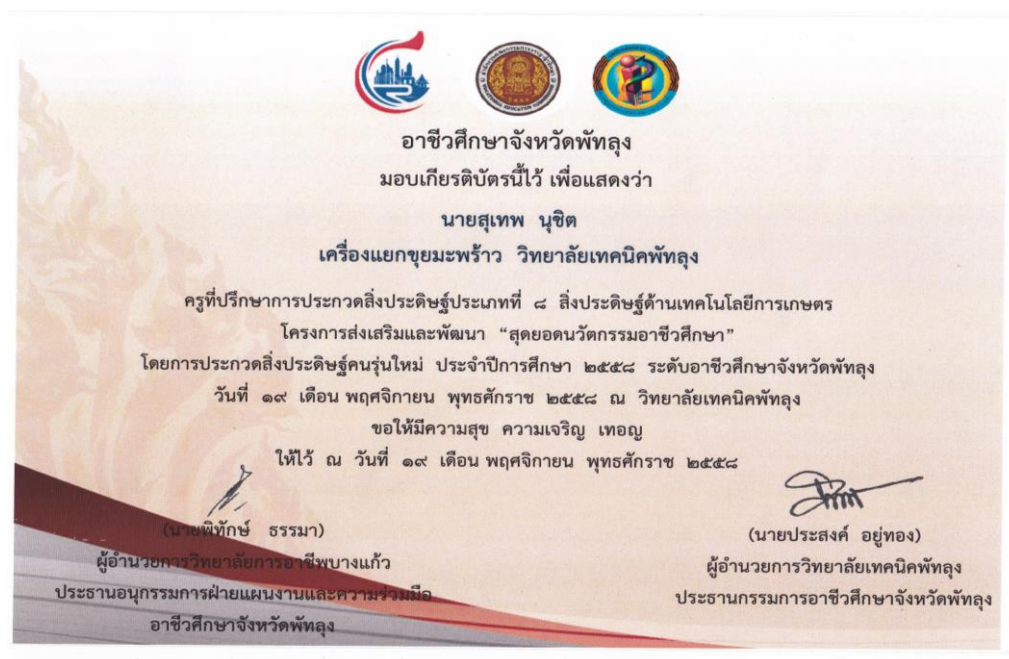 อาชีวศึกษาจังหวัดพัทลุง
มอบเกียรติบัตรนี้ไว้ เพื่อแสดงว่า
นายสุเทพ นุชิต
เครื่องแยกขุยมะพร้าว วิทยาลัยเทคนิคพัทลุง
ครูที่ปรึกษาการประกวดสิ่งประดิษฐ์ประเภทที่ ๘ สิ่งประดิษฐ์ด้านเทคโนโลยีการเกษตร
โครงการส่งเสริมและพัฒนา “สุดยอดนวัตกรรมอาชีวศึกษา”
โดยการประกวดสิ่งประดิษฐ์คนรุ่นใหม่ ประจำปีการศึกษา ๒๕๕๘ ระดับอาชีวศึกษาจังหวัดพัทลุง
วันที่ ๑๙ เดือน พฤศจิกายน พุทธศักราช ๒๕๕๘ ณ วิทยาลัยเทคนิคพัทลุง
ขอให้มีความสุข ความเจริญ เทอญ
ให้ไว้ ณ วันที่ ๑๙ เดือน พฤศจิกายน พุทธศักราช ๒๕๕๘
(นายพิทักษ์ ธรรมา)
ผู้อำนวยการวิทยาลัยการอาชีพบางแก้ว
ประธานอนุกรรมการฝ่ายแผนงานและความร่วมมือ
อาชีวศึกษาจังหวัดพัทลุง
(นายประสงค์ อยู่ทอง)
ผู้อำนวยการวิทยาลัยเทคนิคพัทลุง
ประธานกรรมการอาชีวศึกษาจังหวัดพัทลุง